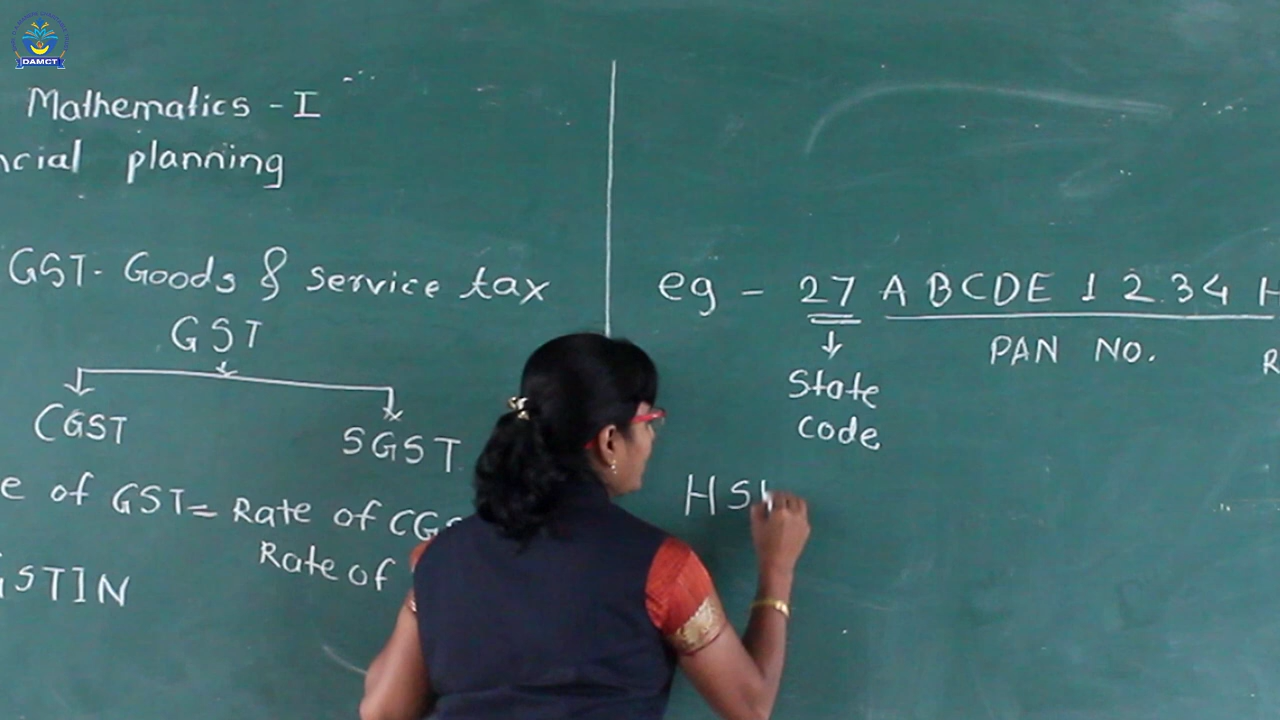 DAMCT
Mathematics - I
ncial planning
GST - Goods & service tax
GST
CGST SGST
e of GST = Rate of CGS
Rate of
GSTIN
eg - 27 A B C D E 1 2 3 4 H
State
code
PAN NO.
R
HS